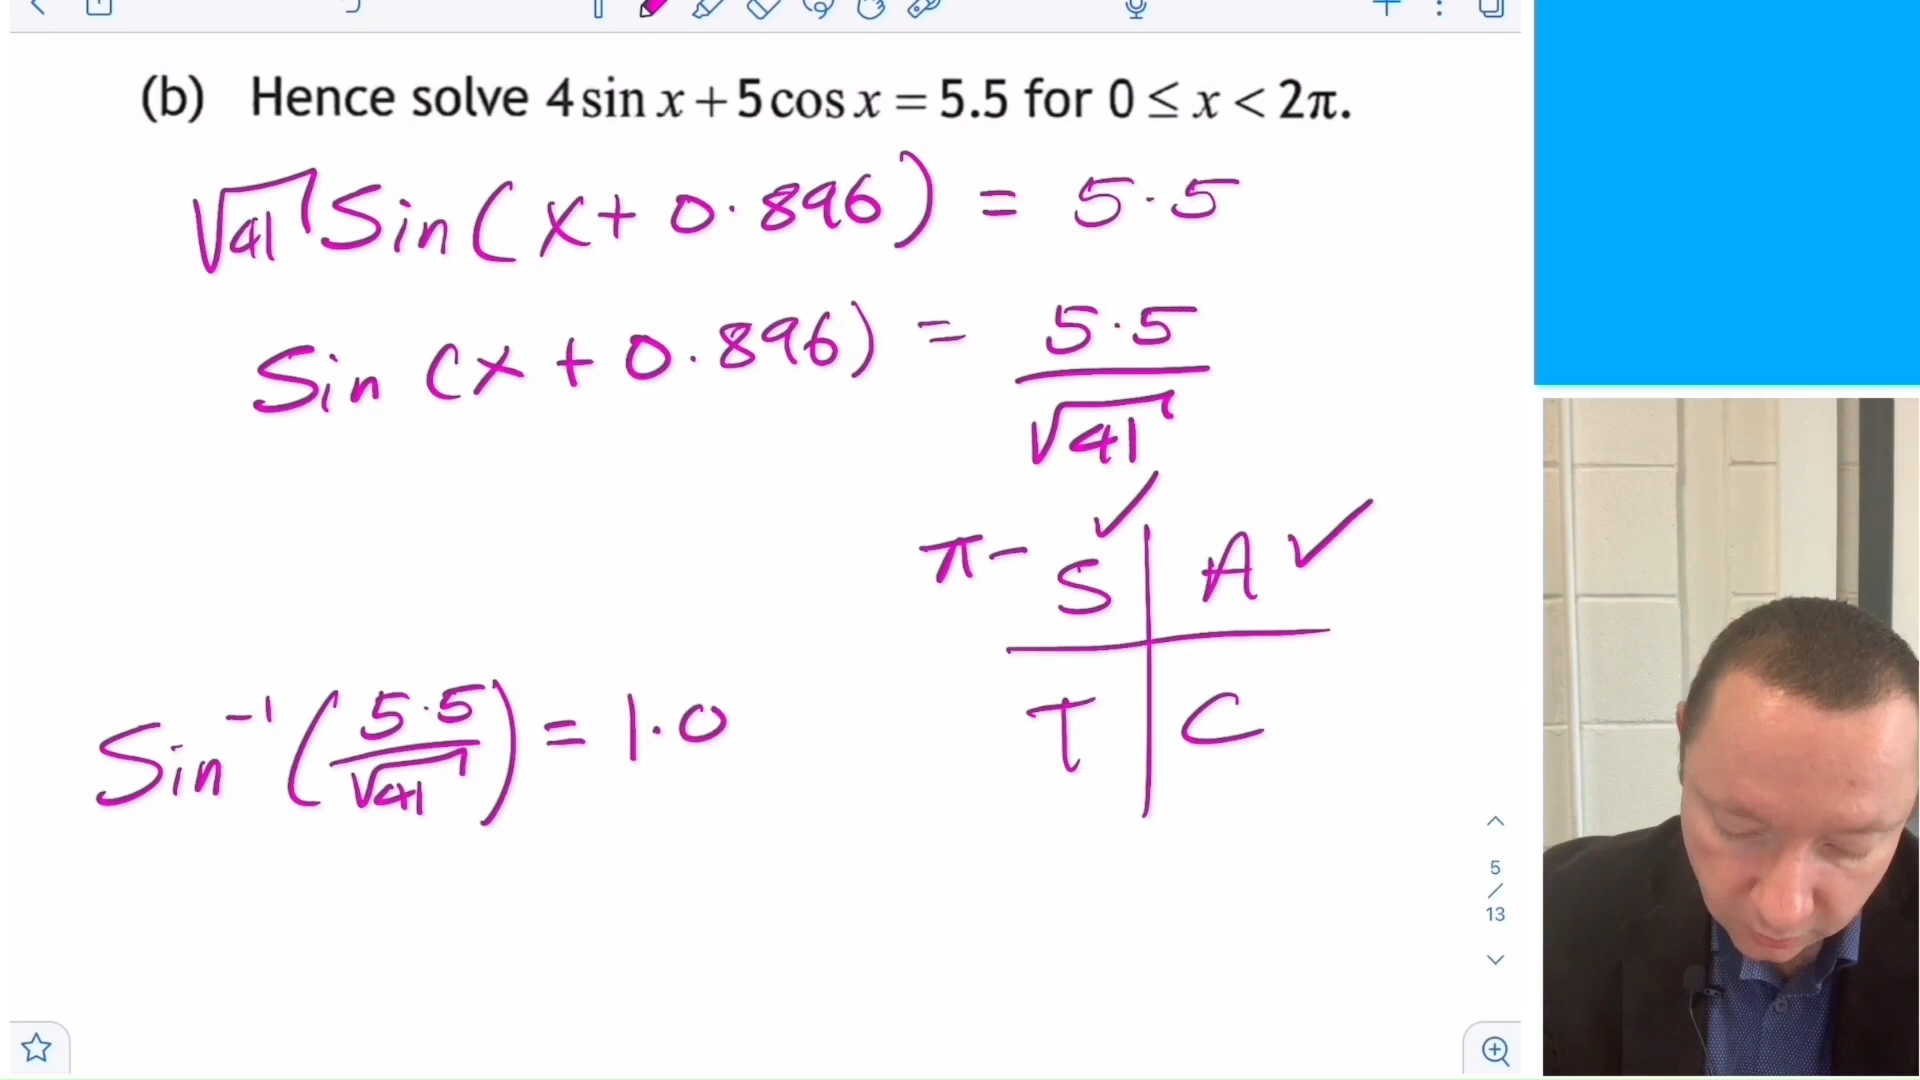 (b) Hence solve 4 sin x + 5 cos x = 5.5 for 0 ≤ x < 2π.
√41 Sin (x + 0.896) = 5.5
Sin (x + 0.896) = 5.5/√41
π- S ✓ A ✓
T C
Sin⁻¹ (5.5/√41) = 1.0
5
/
13